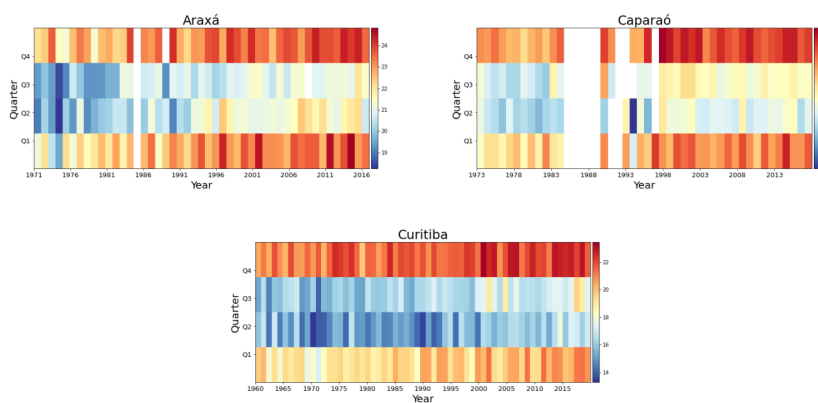 Araxá
Quarter
Q4
Q3
Q2
Q1
1971 1976 1981 1986 1991 1996 2001 2006 2011 2016
Year
24
23
22
21
20
19
Caparaó
Quarter
Q4
Q3
Q2
Q1
1973 1978 1983 1988 1993 1998 2003 2008 2013
Year
Curitiba
Quarter
Q4
Q3
Q2
Q1
1960 1965 1970 1975 1980 1985 1990 1995 2000 2005 2010 2015
Year
22
20
18
16
14